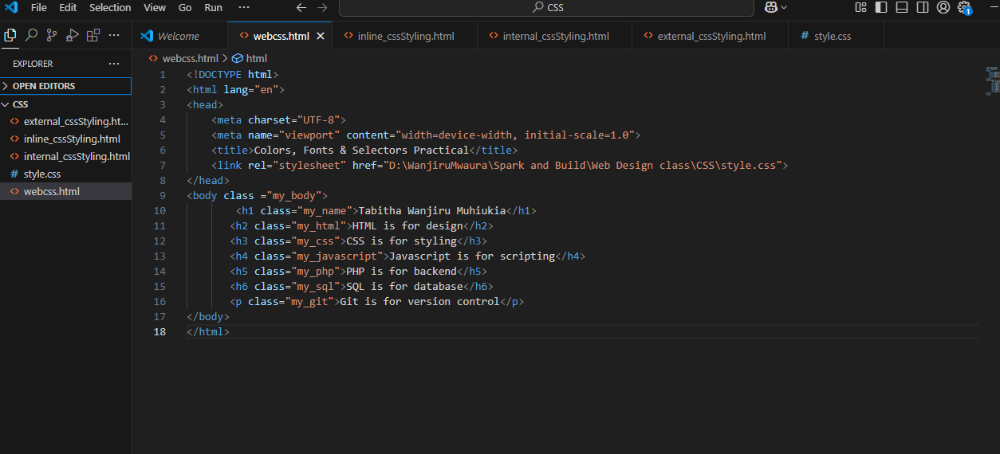 File Edit Selection View Go Run ··· ← → CSS
Welcome webcss.html × inline_cssStyling.html internal_cssStyling.html external_cssStyling.html # style.css
EXPLORER ···
webcss.html > html
> OPEN EDITORS
CSS
external_cssStyling.ht...
inline_cssStyling.html
internal_cssStyling.html
# style.css
webcss.html
1 <!DOCTYPE html>
2 <html lang="en">
3 <head>
4 <meta charset="UTF-8">
5 <meta name="viewport" content="width=device-width, initial-scale=1.0">
6 <title>Colors, Fonts & Selectors Practical</title>
7 <link rel="stylesheet" href="D:\WanjiruMwaura\Spark and Build\Web Design class\CSS\style.css">
8 </head>
9 <body class ="my_body">
10 <h1 class="my_name">Tabitha Wanjiru Muhiukia</h1>
11 <h2 class="my_html">HTML is for design</h2>
12 <h3 class="my_css">CSS is for styling</h3>
13 <h4 class="my_javascript">Javascript is for scripting</h4>
14 <h5 class="my_php">PHP is for backend</h5>
15 <h6 class="my_sql">SQL is for database</h6>
16 <p class="my_git">Git is for version control</p>
17 </body>
18 </html>